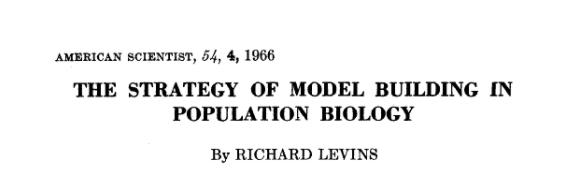 AMERICAN SCIENTIST, 54, 4, 1966
THE STRATEGY OF MODEL BUILDING IN
POPULATION BIOLOGY
By RICHARD LEVINS